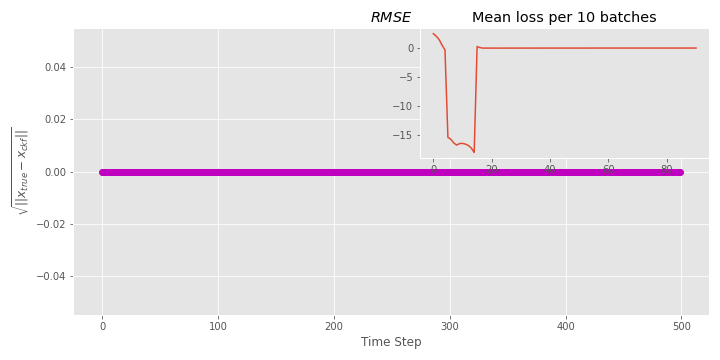 RMSE
Mean loss per 10 batches
0
−5
−10
−15
0 20 40 60 80
0.04
0.02
0.00
−0.02
−0.04
√||x_true − x_ckf||
0 100 200 300 400 500
Time Step